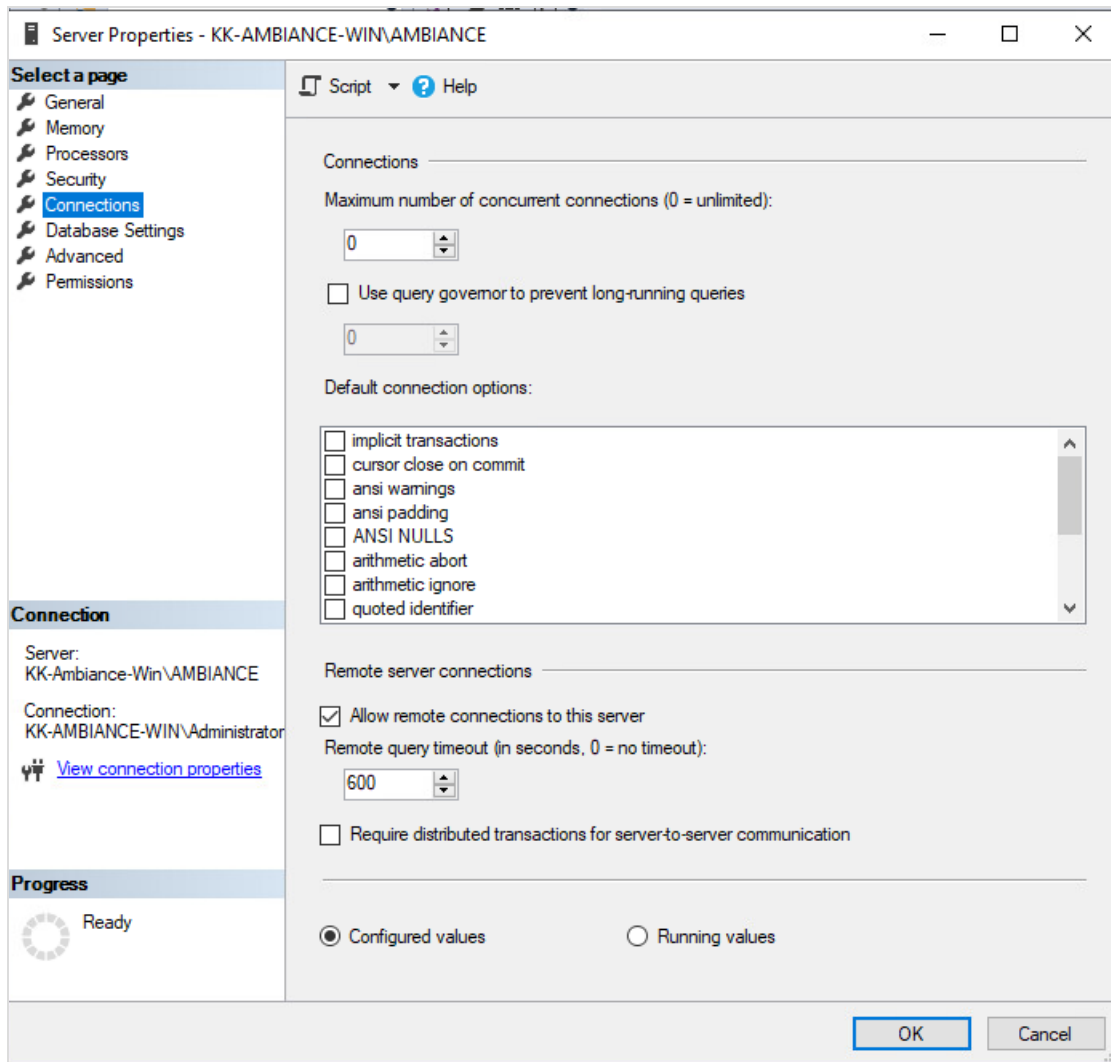 Server Properties - KK-AMBIANCE-WIN\AMBIANCE
Select a page
General
Memory
Processors
Security
Connections
Database Settings
Advanced
Permissions
Connection
Server:
KK-Ambiance-Win\AMBIANCE
Connection:
KK-AMBIANCE-WIN\Administrator
View connection properties
Progress
Ready
Script
Help
Connections
Maximum number of concurrent connections (0 = unlimited):
0
Use query governor to prevent long-running queries
0
Default connection options:
implicit transactions
cursor close on commit
ansi warnings
ansi padding
ANSI NULLS
arithmetic abort
arithmetic ignore
quoted identifier
Remote server connections
Allow remote connections to this server
Remote query timeout (in seconds, 0 = no timeout):
600
Require distributed transactions for server-to-server communication
Configured values
Running values
OK
Cancel